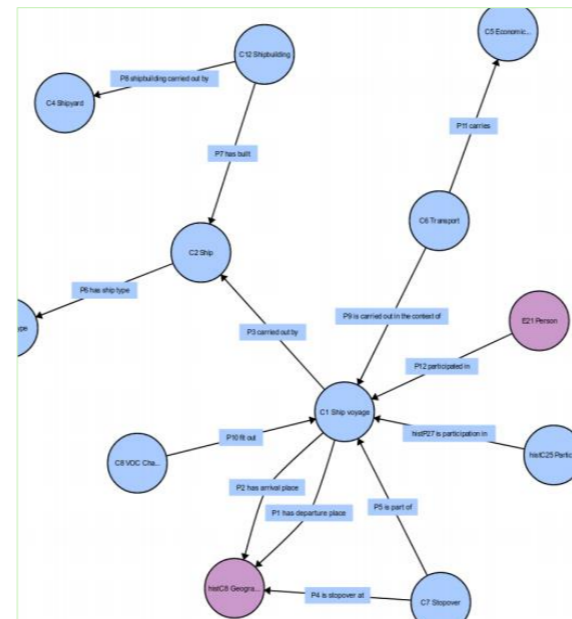 C5 Economic...
C12 Shipbuilding
P8 shipbuilding carried out by
C4 Shipyard
P11 carries
P7 has built
C6 Transport
C2 Ship
P6 has ship type
P9 is carried out in the context of
E21 Person
ype
P3 carried out by
P12 participated in
C1 Ship voyage
P10 fit out
histP27 is participation in
C8 VOC Cha...
histC25 Partic
P2 has arrival place
P1 has departure place
P5 is part of
histC8 Geogra...
P4 is stopover at
C7 Stopover